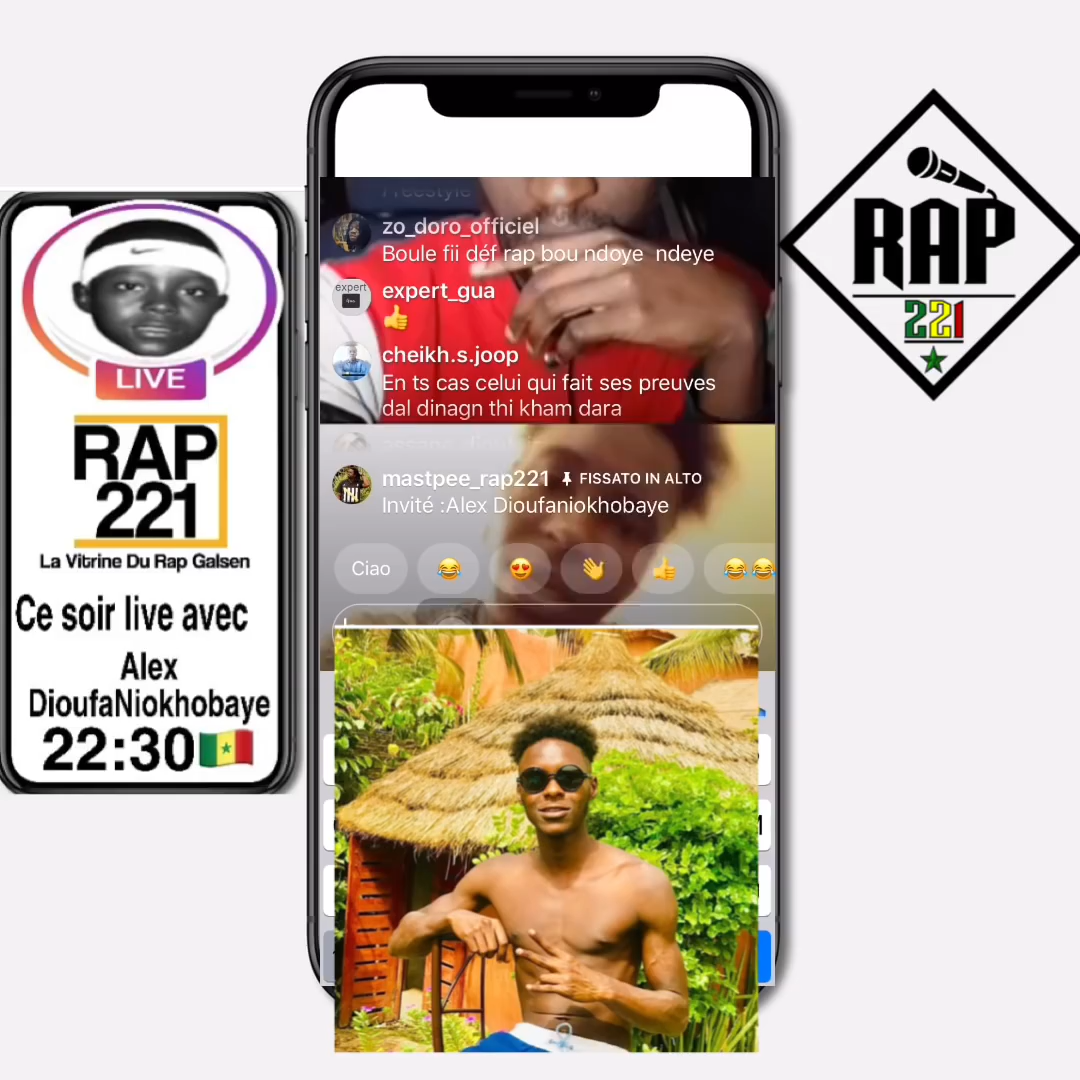 LIVE
RAP
221
La Vitrine Du Rap Galsen
Ce soir live avec
Alex
DioufaNiokhobaye
22:30
Freestyle
zo_doro_officiel
Boule fii déf rap bou ndoye ndeye
expert_gua
expert
👍
cheikh.s.joop
En ts cas celui qui fait ses preuves
dal dinagn thi kham dara
mastpee_rap221 FISSATO IN ALTO
Invité :Alex Dioufaniokhobaye
Ciao 😂 😍 👋 👍 😂😂
RAP
221